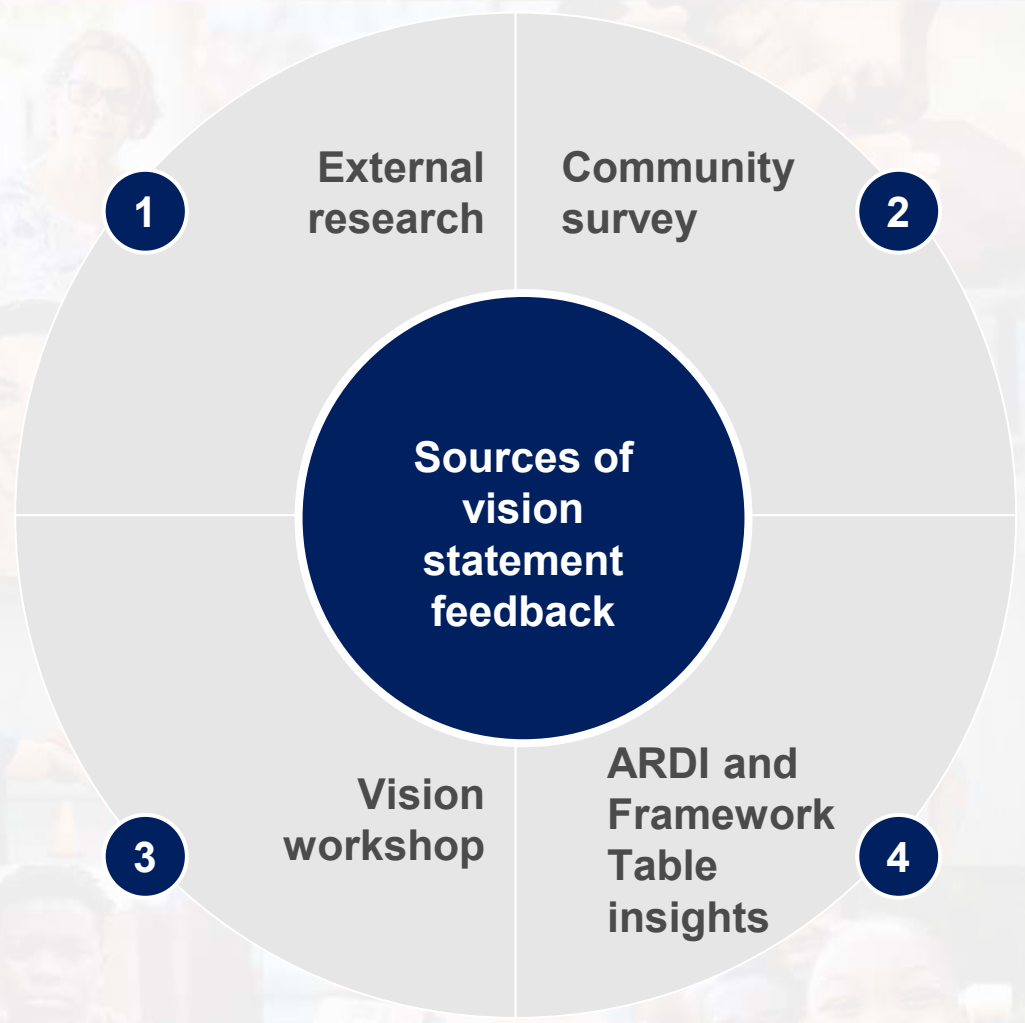 1
External
research
Community
survey
2
Sources of
vision
statement
feedback
3
Vision
workshop
ARDI and
Framework
Table
insights
4